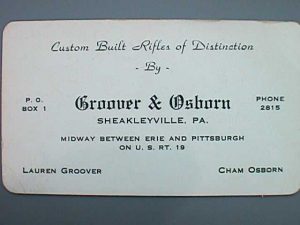 Custom Built Rifles of Distinction
- By -
P. O. BOX 1
Groover & Osborn
PHONE 2815
SHEAKLEYVILLE, PA.
MIDWAY BETWEEN ERIE AND PITTSBURGH
ON U. S. RT. 19
LAUREN GROOVER
CHAM OSBORN